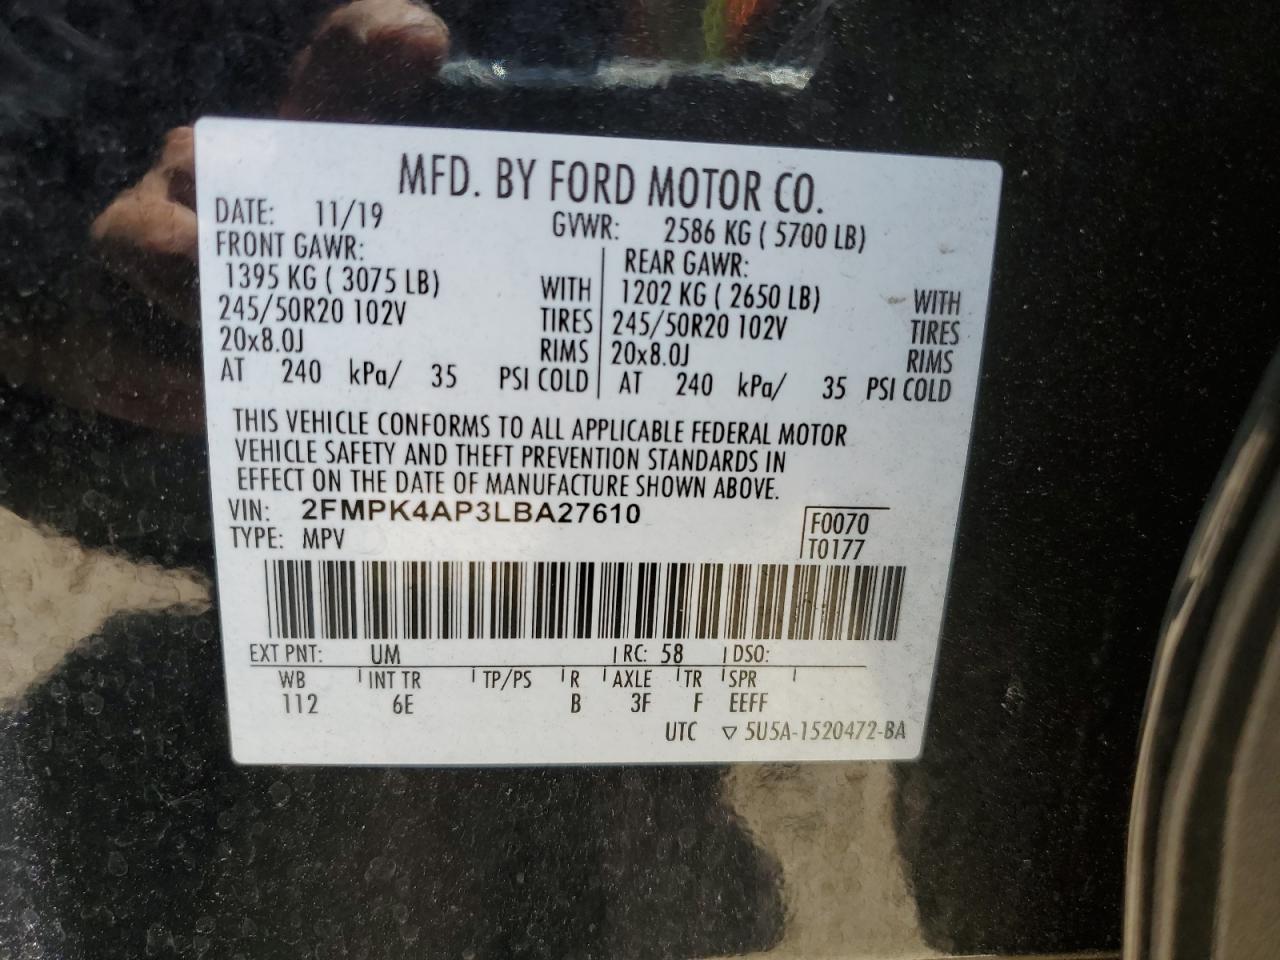 MFD. BY FORD MOTOR CO.
DATE: 11/19 GVWR: 2586 KG ( 5700 LB)
FRONT GAWR:
1395 KG ( 3075 LB) WITH
245/50R20 102V TIRES
20x8.0J RIMS
AT 240 kPa/ 35 PSI COLD
REAR GAWR:
1202 KG ( 2650 LB) WITH
245/50R20 102V TIRES
20x8.0J RIMS
AT 240 kPa/ 35 PSI COLD
THIS VEHICLE CONFORMS TO ALL APPLICABLE FEDERAL MOTOR
VEHICLE SAFETY AND THEFT PREVENTION STANDARDS IN
EFFECT ON THE DATE OF MANUFACTURE SHOWN ABOVE.
VIN: 2FMPK4AP3LBA27610
TYPE: MPV
F0070
T0177
EXT PNT: UM RC: 58 DSO:
WB INT TR TP/PS R AXLE TR SPR
112 6E B 3F F EEFF
UTC ▽ 5U5A-1520472-BA